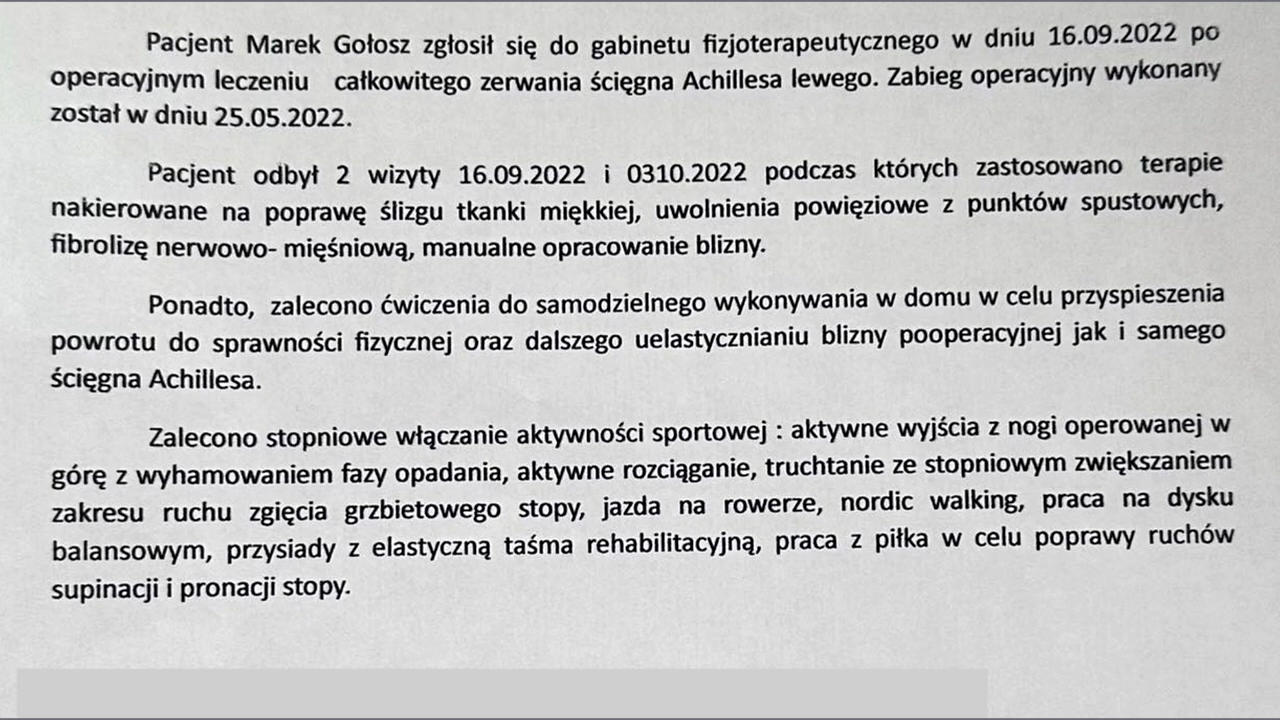 Pacjent Marek Gołosz zgłosił się do gabinetu fizjoterapeutycznego w dniu 16.09.2022 po
operacyjnym leczeniu całkowitego zerwania ścięgna Achillesa lewego. Zabieg operacyjny wykonany
został w dniu 25.05.2022.
Pacjent odbył 2 wizyty 16.09.2022 i 0310.2022 podczas których zastosowano terapie
nakierowane na poprawę ślizgu tkanki miękkiej, uwolnienia powięziowe z punktów spustowych,
fibrolizę nerwowo- mięśniową, manualne opracowanie blizny.
Ponadto, zalecono ćwiczenia do samodzielnego wykonywania w domu w celu przyspieszenia
powrotu do sprawności fizycznej oraz dalszego uelastycznianiu blizny pooperacyjnej jak i samego
ścięgna Achillesa.
Zalecono stopniowe włączanie aktywności sportowej : aktywne wyjścia z nogi operowanej w
górę z wyhamowaniem fazy opadania, aktywne rozciąganie, truchtanie ze stopniowym zwiększaniem
zakresu ruchu zgięcia grzbietowego stopy, jazda na rowerze, nordic walking, praca na dysku
balansowym, przysiady z elastyczną taśma rehabilitacyjną, praca z piłka w celu poprawy ruchów
supinacji i pronacji stopy.